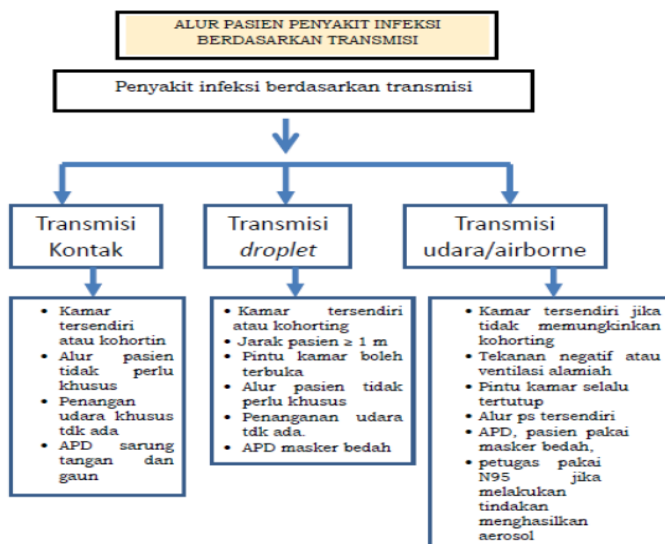 ALUR PASIEN PENYAKIT INFEKSI
BERDASARKAN TRANSMISI
Penyakit infeksi berdasarkan transmisi
Transmisi
Kontak
• Kamar
tersendiri
atau kohortin
• Alur pasien
tidak perlu
khusus
• Penangan
udara khusus
tdk ada
• APD sarung
tangan dan
gaun
Transmisi
droplet
• Kamar tersendiri
atau kohorting
• Jarak pasien ≥ 1 m
• Pintu kamar boleh
terbuka
• Alur pasien tidak
perlu khusus
• Penanganan udara
tdk ada.
• APD masker bedah
Transmisi
udara/airborne
• Kamar tersendiri jika
tidak memungkinkan
kohorting
• Tekanan negatif atau
ventilasi alamiah
• Pintu kamar selalu
tertutup
• Alur ps tersendiri
• APD, pasien pakai
masker bedah,
• petugas pakai
N95 jika
melakukan
tindakan
menghasilkan
aerosol